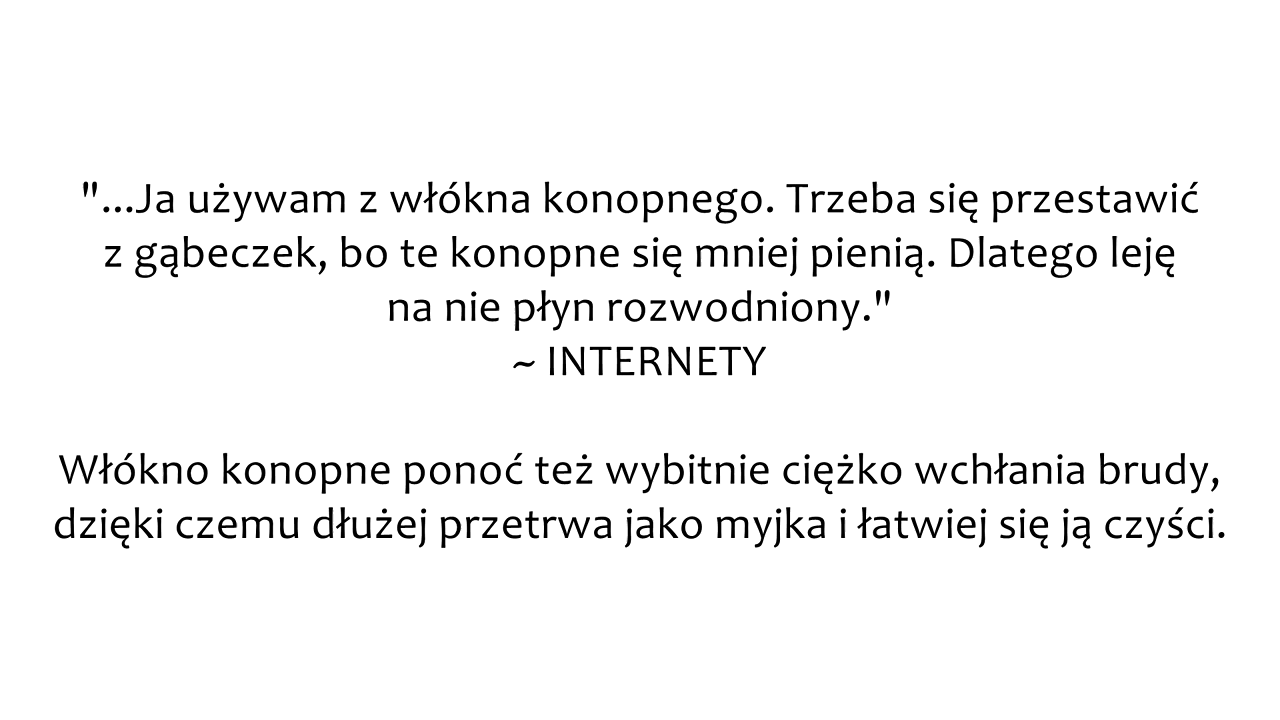 "...Ja używam z włókna konopnego. Trzeba się przestawić
z gąbeczek, bo te konopne się mniej pienią. Dlatego leję
na nie płyn rozwodniony."
~ INTERNETY
Włókno konopne ponoć też wybitnie ciężko wchłania brudy,
dzięki czemu dłużej przetrwa jako myjka i łatwiej się ją czyści.